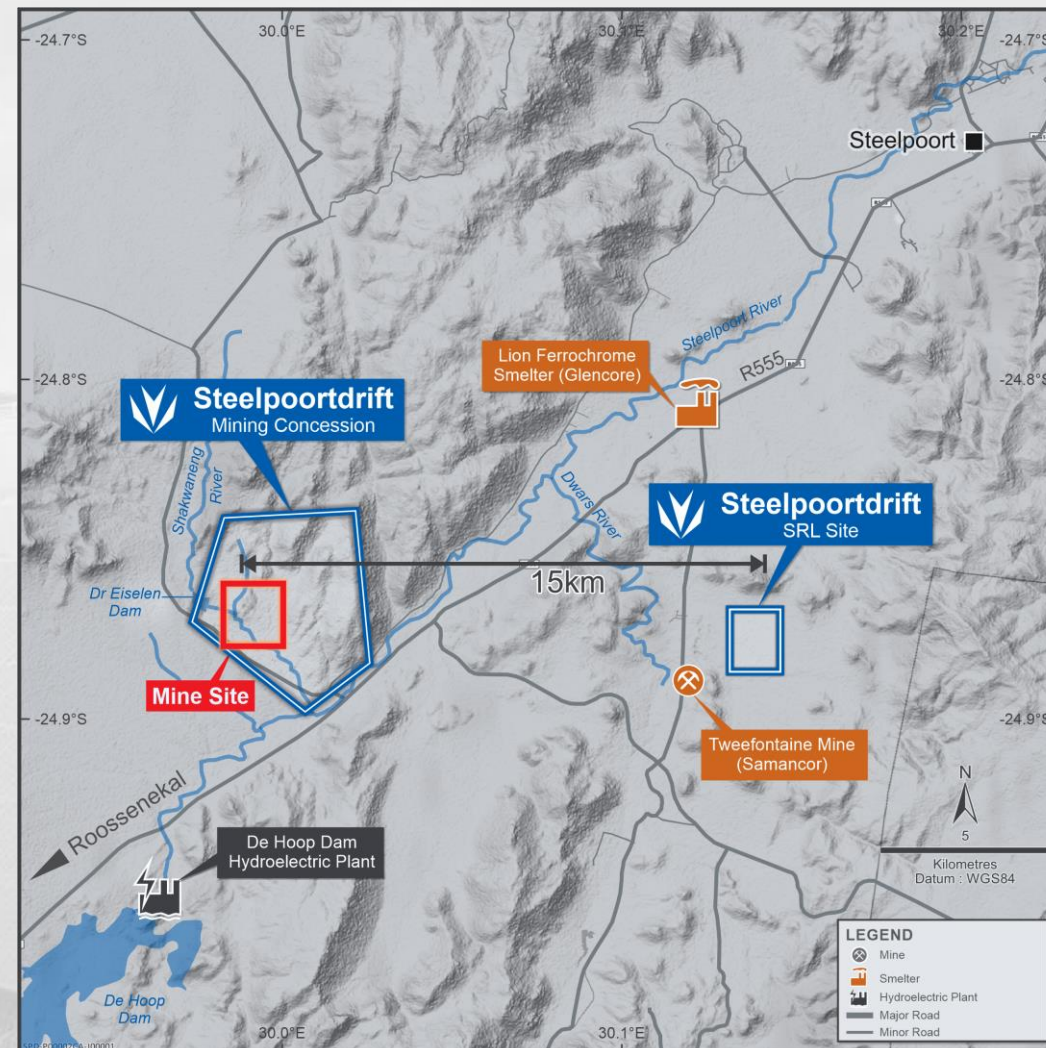 -24.7°S
30.0°E
30.1°E
30.2°E
-24.7°S
Steelpoort
Steelpoort River
Lion Ferrochrome
Smelter (Glencore)
R555
-24.8°S
-24.8°S
Steelpoortdrift
Mining Concession
Shakwaneng
River
Dwars River
Steelpoortdrift
SRL Site
15km
Dr Eiselen
Dam
Mine Site
-24.9°S
-24.9°S
Tweefontaine Mine
(Samancor)
Roossenekal
N
5
Kilometres
Datum : WGS84
De Hoop Dam
Hydroelectric Plant
LEGEND
Mine
Smelter
Hydroelectric Plant
Major Road
Minor Road
De Hoop
Dam
30.0°E
30.1°E